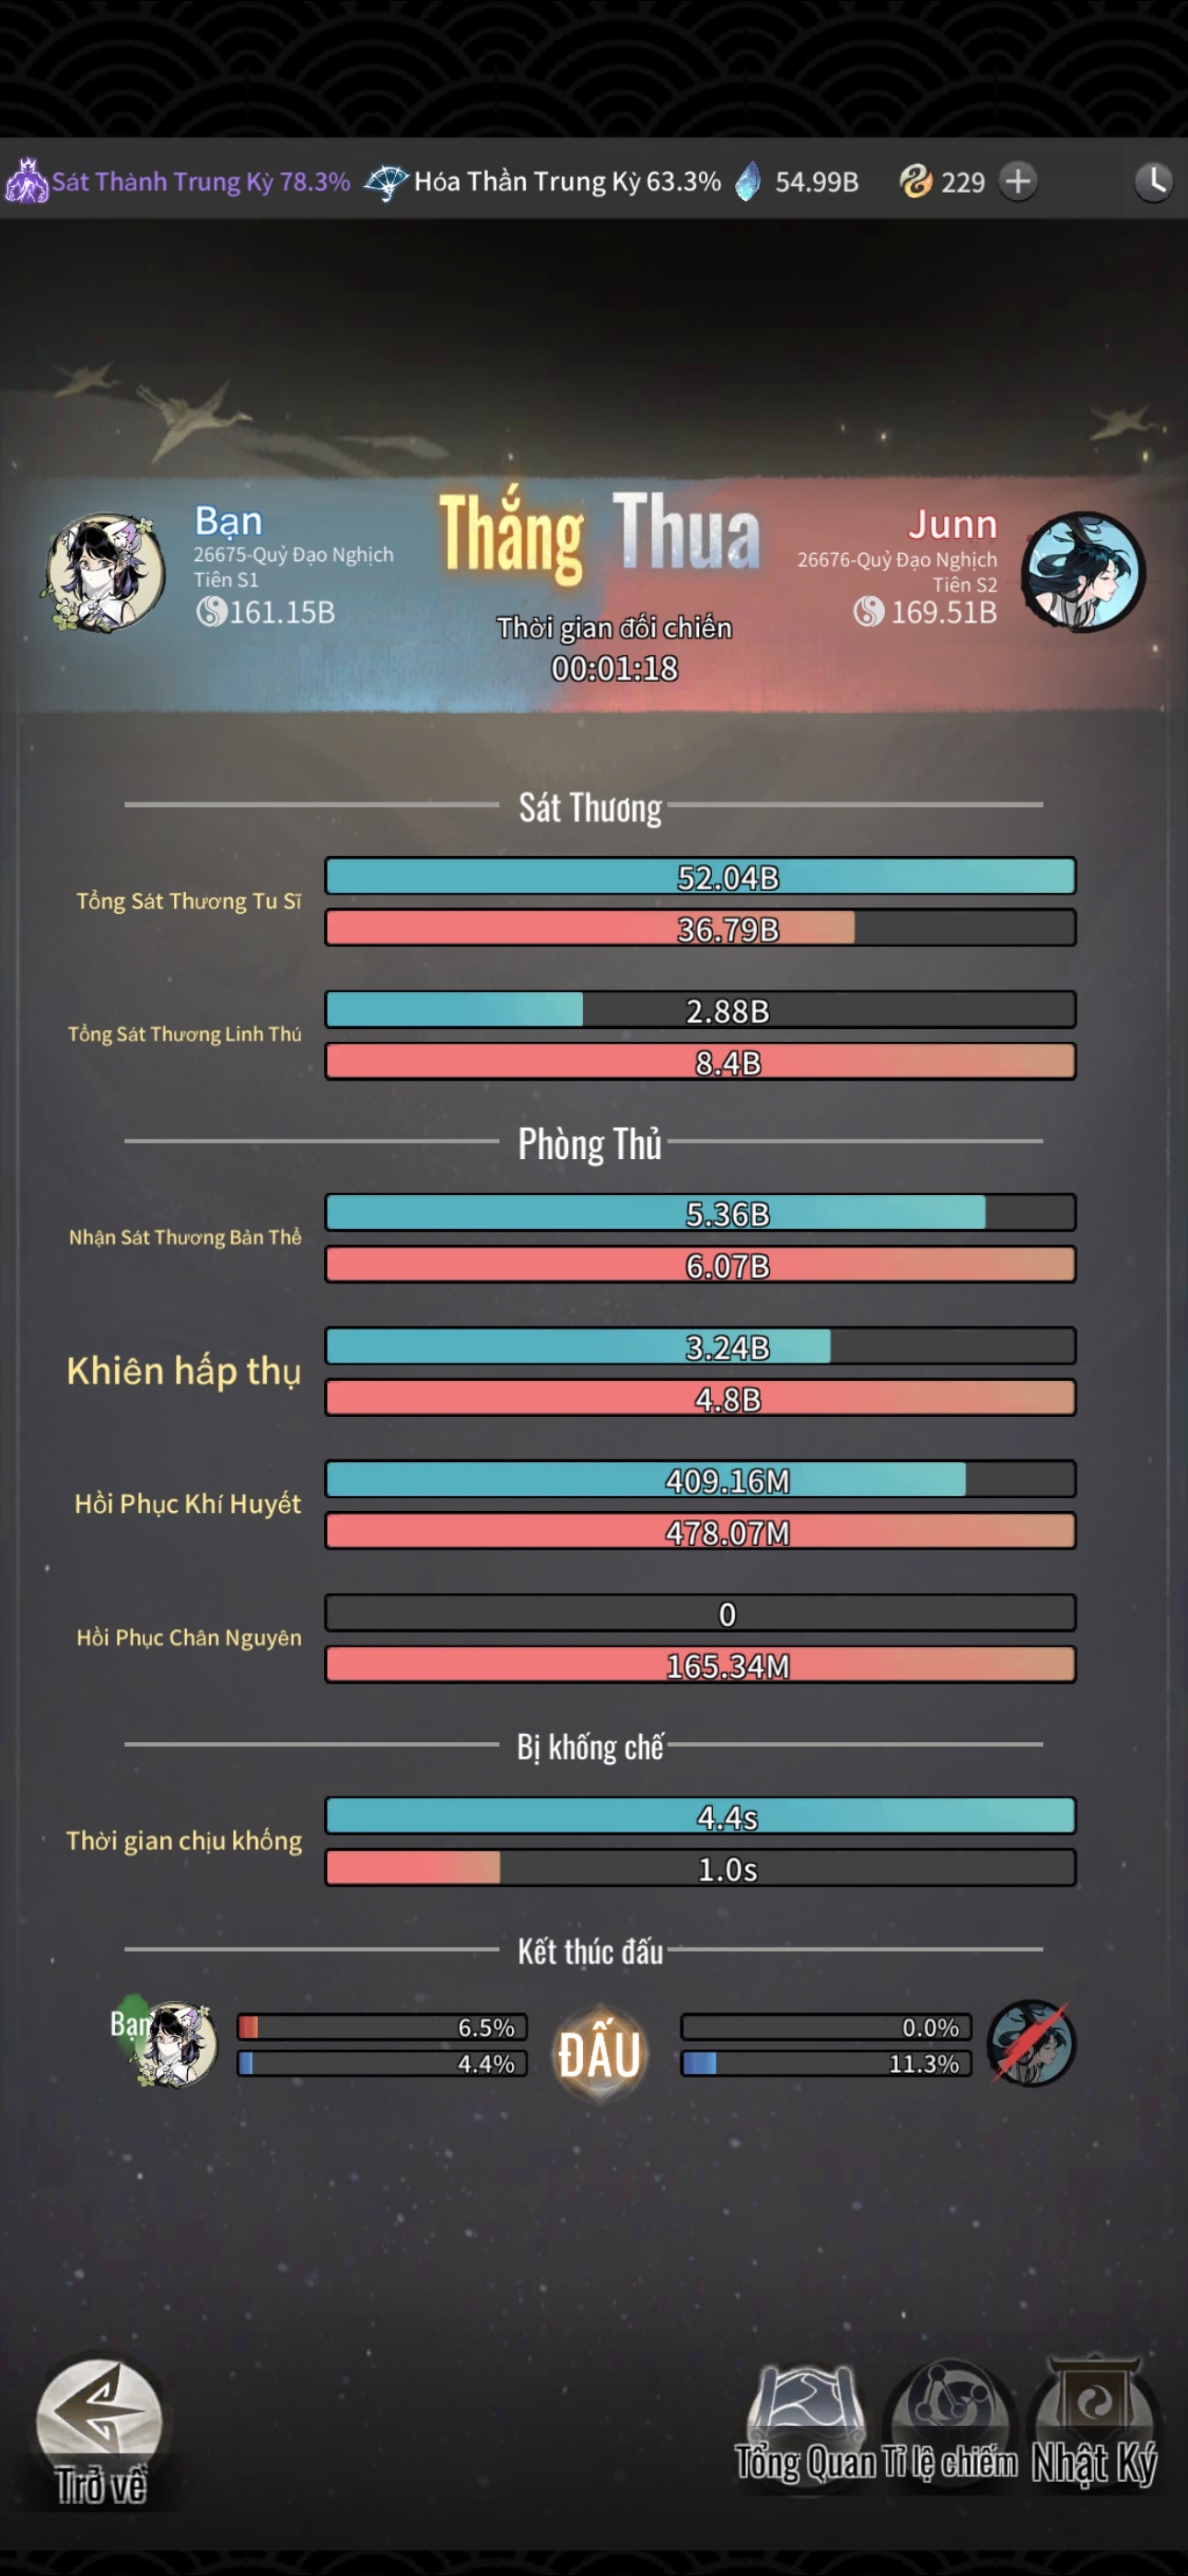 Sát Thành Trung Kỳ 78.3% Hóa Thần Trung Kỳ 63.3% 54.99B 229
Bạn
26675-Quỷ Đạo Nghịch
Tiên S1
161.15B
Thắng Thua
Thời gian đối chiến
00:01:18
Junn
26676-Quỷ Đạo Nghịch
Tiên S2
169.51B
Sát Thương
Tổng Sát Thương Tu Sĩ
52.04B
36.79B
Tổng Sát Thương Linh Thú
2.88B
8.4B
Phòng Thủ
Nhận Sát Thương Bản Thể
5.36B
6.07B
Khiên hấp thụ
3.24B
4.8B
Hồi Phục Khí Huyết
409.16M
478.07M
Hồi Phục Chân Nguyên
0
165.34M
Bị khống chế
Thời gian chịu khống
4.4s
1.0s
Kết thúc đấu
Bạn
6.5%
4.4%
ĐẤU
0.0%
11.3%
Trở về
Tổng Quan Tỉ lệ chiếm Nhật Ký